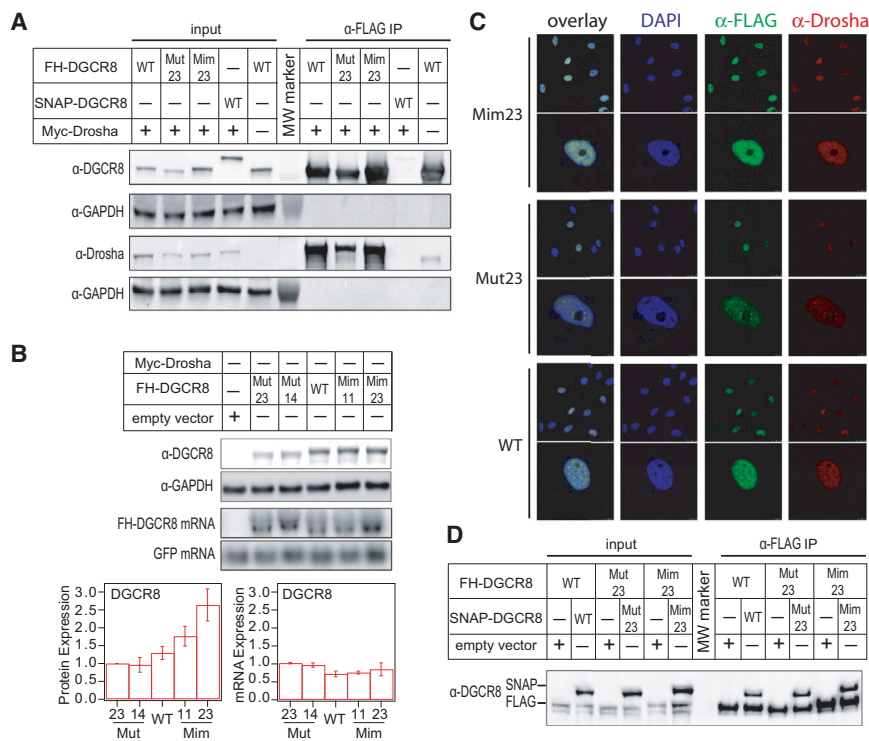 A
input
α-FLAG IP
FH-DGCR8 WT Mut 23 Mim 23 — WT MW marker WT Mut 23 Mim 23 — WT
SNAP-DGCR8 — — — WT — — — — WT —
Myc-Drosha + + + + — + + + + —
α-DGCR8
α-GAPDH
α-Drosha
α-GAPDH
B
Myc-Drosha — — — — — —
FH-DGCR8 — Mut 23 Mut 14 WT Mim 11 Mim 23
empty vector + — — — — —
α-DGCR8
α-GAPDH
FH-DGCR8 mRNA
GFP mRNA
Protein Expression
DGCR8
3.0
2.5
2.0
1.5
1.0
0.5
0.0
23 14 WT 11 23
Mut Mim
mRNA Expression
DGCR8
3.0
2.5
2.0
1.5
1.0
0.5
0.0
23 14 WT 11 23
Mut Mim
C
overlay DAPI α-FLAG α-Drosha
Mim23
Mut23
WT
D
input
α-FLAG IP
FH-DGCR8 WT Mut 23 Mim 23 MW marker WT Mut 23 Mim 23
SNAP-DGCR8 — WT — Mut 23 — Mim 23 — WT — Mut 23 — Mim 23
empty vector + — + — + — + — + — + —
α-DGCR8
SNAP
FLAG